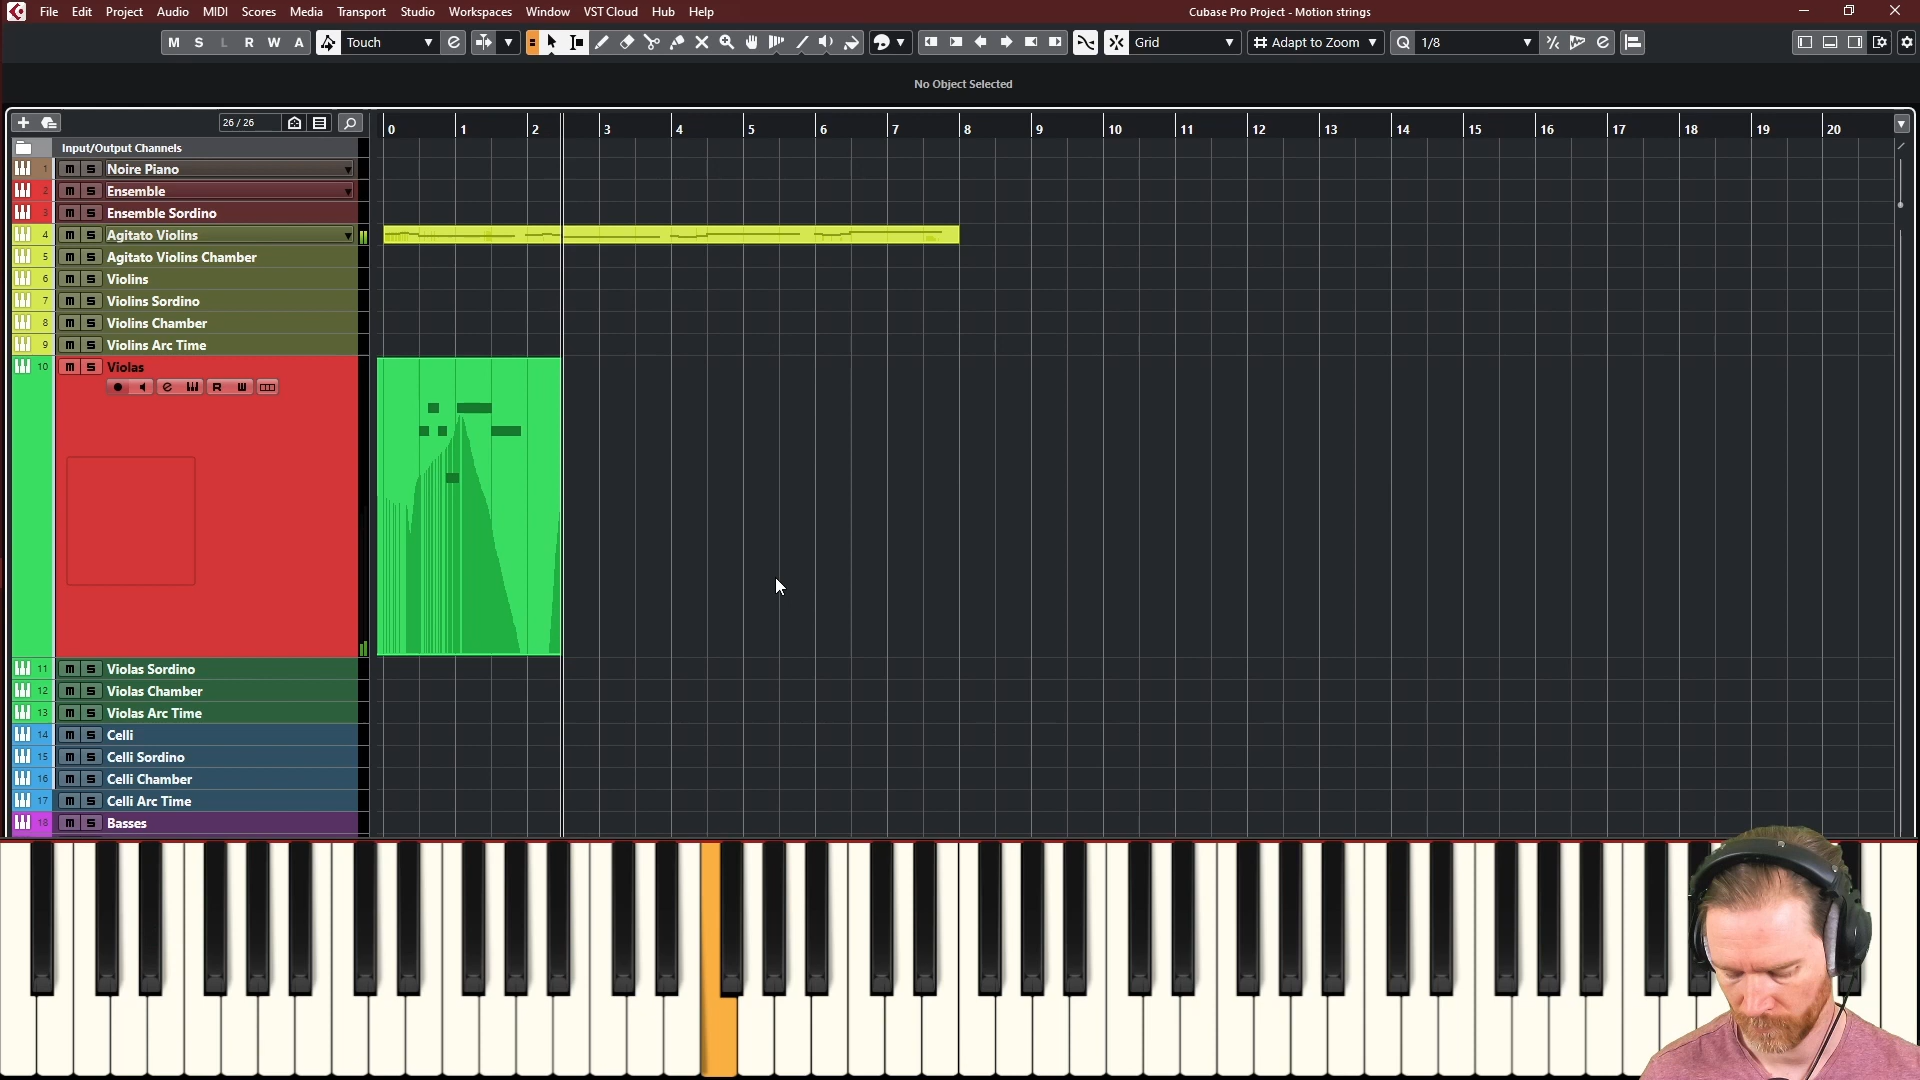 File Edit Project Audio MIDI Scores Media Transport Studio Workspaces Window VST Cloud Hub Help
Cubase Pro Project - Motion strings
M S L R W A Touch Grid Adapt to Zoom Q 1/8
No Object Selected
26 / 26
0 1 2 3 4 5 6 7 8 9 10 11 12 13 14 15 16 17 18 19 20
Input/Output Channels
1 m S Noire Piano
2 m S Ensemble
3 m S Ensemble Sordino
4 m S Agitato Violins
5 m S Agitato Violins Chamber
6 m S Violins
7 m S Violins Sordino
8 m S Violins Chamber
9 m S Violins Arc Time
10 m S Violas
e R W
11 m S Violas Sordino
12 m S Violas Chamber
13 m S Violas Arc Time
14 m S Celli
15 m S Celli Sordino
16 m S Celli Chamber
17 m S Celli Arc Time
18 m S Basses